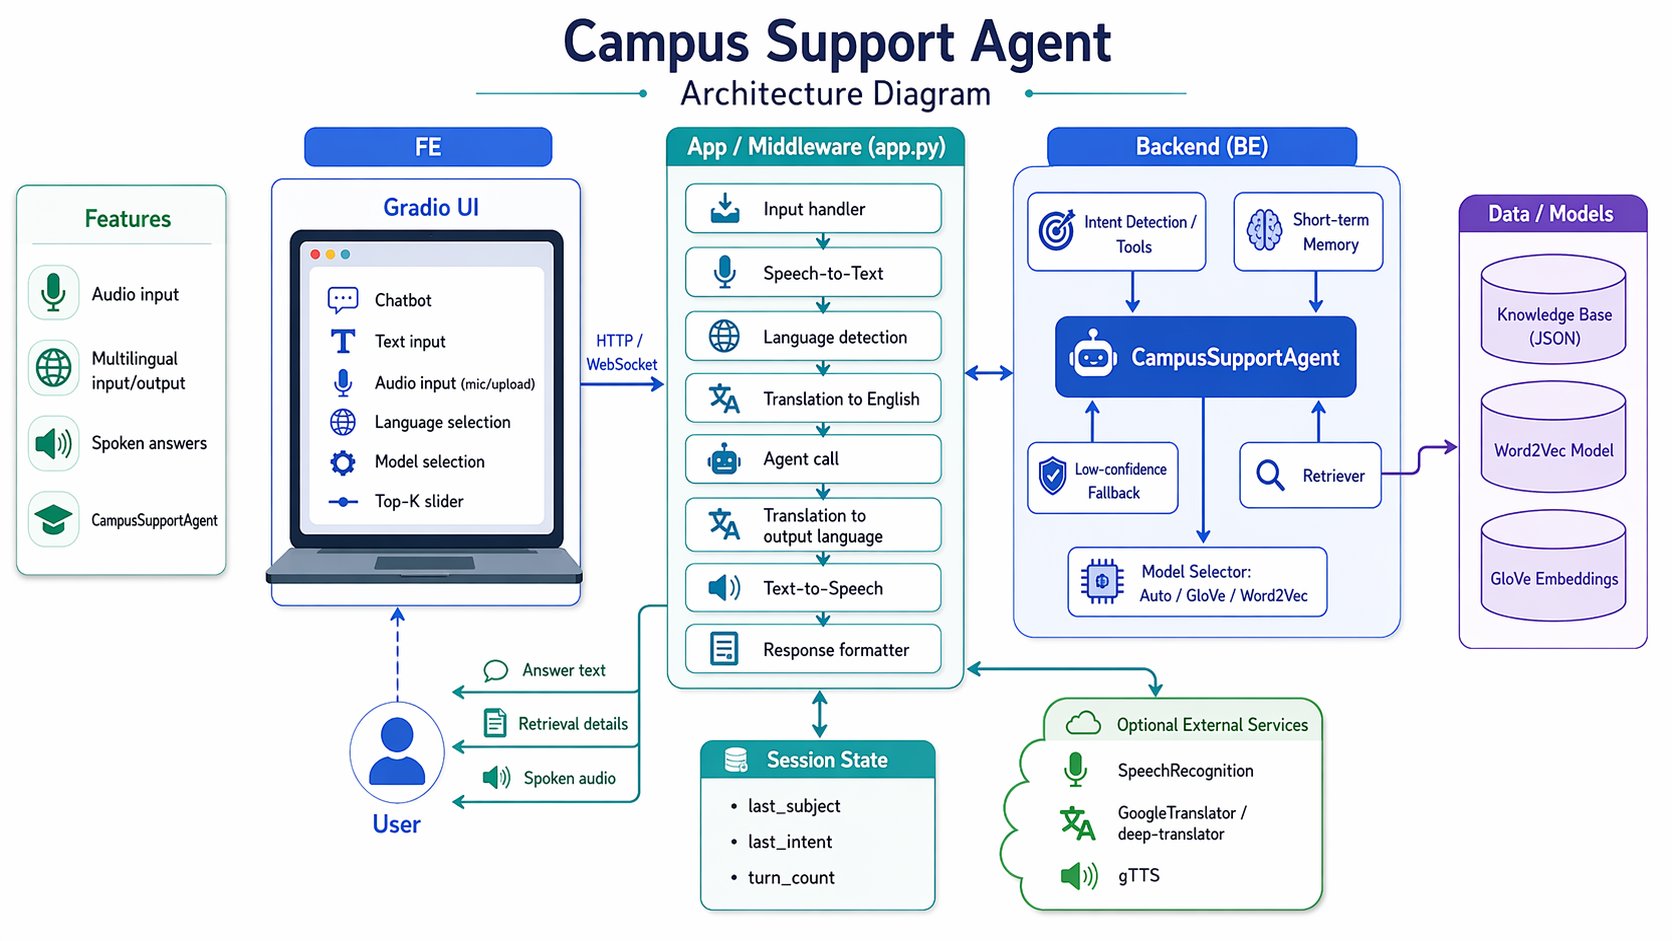 Campus Support Agent
Architecture Diagram
Features
Audio input
Multilingual
input/output
Spoken answers
CampusSupportAgent
FE
Gradio UI
Chatbot
Text input
Audio input (mic/upload)
Language selection
Model selection
Top-K slider
HTTP /
WebSocket
User
Answer text
Retrieval details
Spoken audio
App / Middleware (app.py)
Input handler
Speech-to-Text
Language detection
Translation to English
Agent call
Translation to
output language
Text-to-Speech
Response formatter
Session State
• last_subject
• last_intent
• turn_count
Backend (BE)
Intent Detection /
Tools
Short-term
Memory
CampusSupportAgent
Low-confidence
Fallback
Retriever
Model Selector:
Auto / GloVe / Word2Vec
Optional External Services
SpeechRecognition
GoogleTranslator /
deep-translator
gTTS
Data / Models
Knowledge Base
(JSON)
Word2Vec Model
GloVe Embeddings